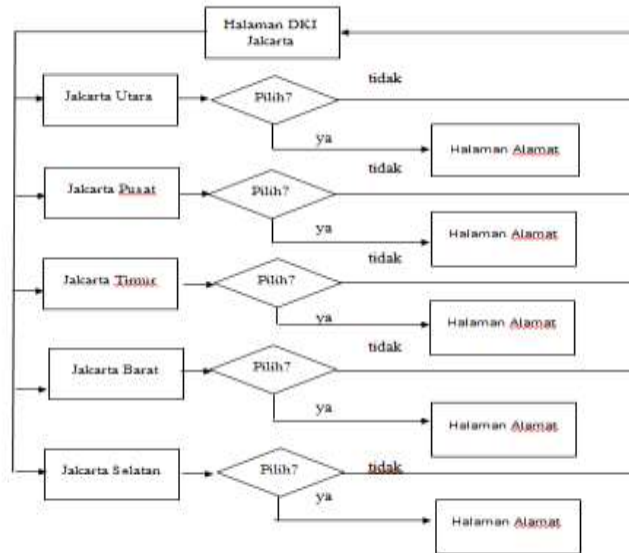 Halaman DKI
Jakarta
tidak
Jakarta Utara
Pilih?
ya
Halaman Alamat
tidak
Jakarta Pusat
Pilih?
ya
Halaman Alamat
tidak
Jakarta Timur
Pilih?
ya
Halaman Alamat
tidak
Jakarta Barat
Pilih?
ya
Halaman Alamat
tidak
Jakarta Selatan
Pilih?
ya
Halaman Alamat